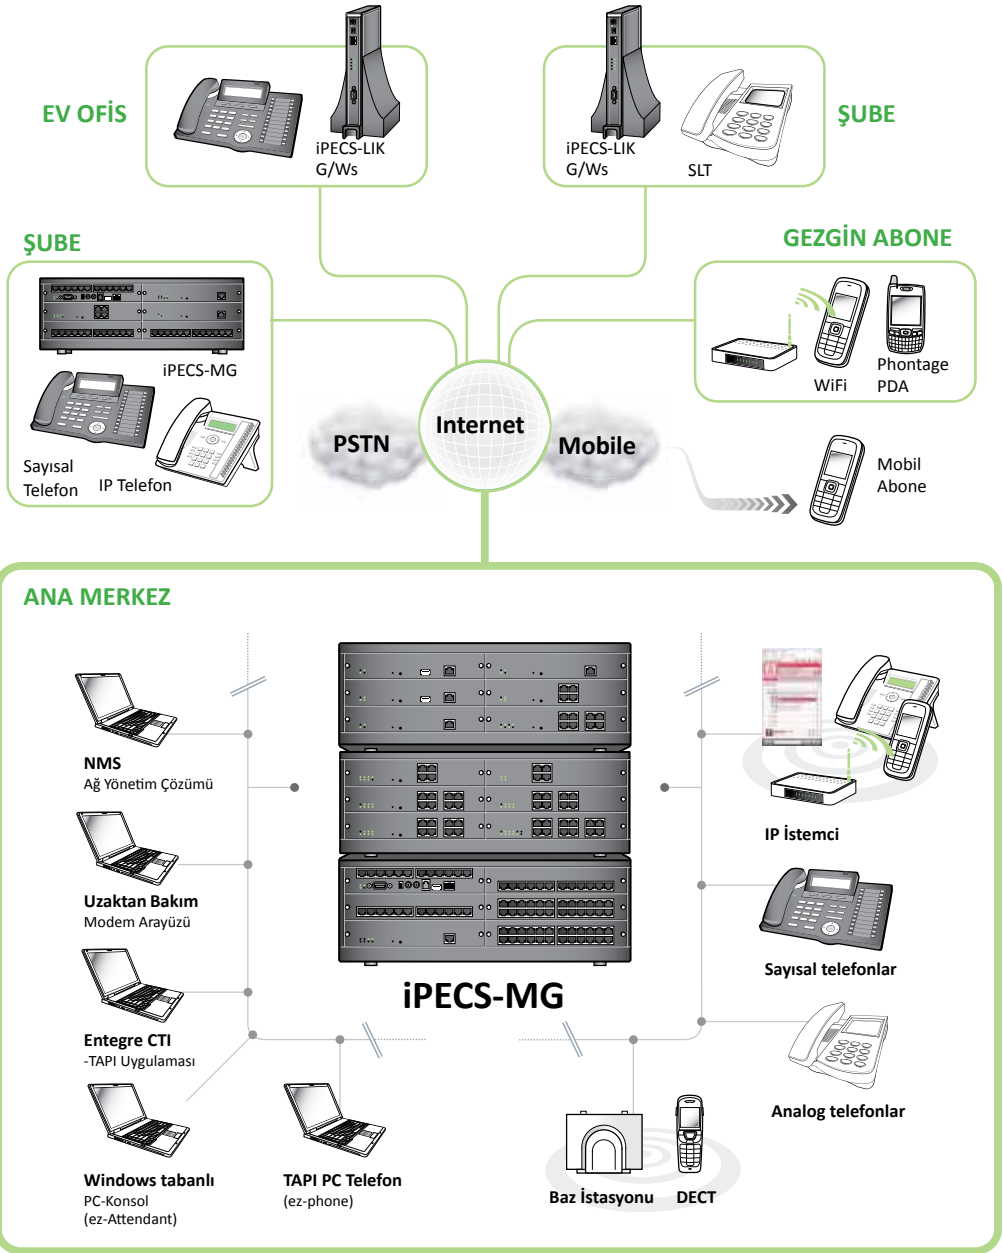 EV OFİS
iPECS-LIK
G/Ws
iPECS-LIK
G/Ws
SLT
ŞUBE
ŞUBE
iPECS-MG
Sayısal
Telefon
IP Telefon
GEZGİN ABONE
WiFi
Phontage
PDA
PSTN
Internet
Mobile
Mobil
Abone
ANA MERKEZ
NMS
Ağ Yönetim Çözümü
Uzaktan Bakım
Modem Arayüzü
Entegre CTI
-TAPI Uygulaması
Windows tabanlı
PC-Konsol
(ez-Attendant)
TAPI PC Telefon
(ez-phone)
iPECS-MG
Baz İstasyonu
DECT
IP İstemci
Sayısal telefonlar
Analog telefonlar